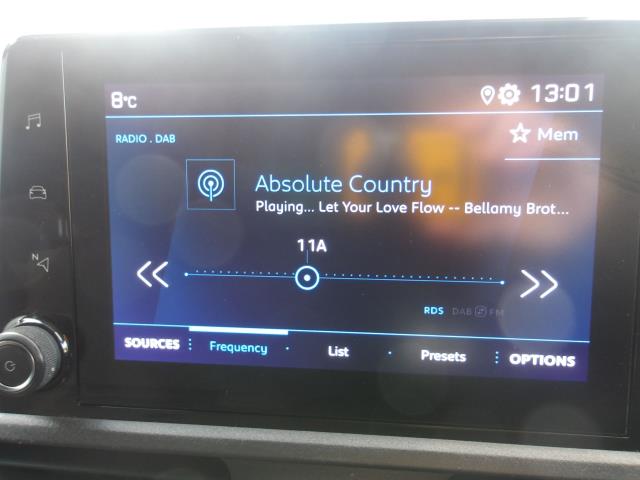 8°C 13:01
RADIO . DAB
Mem
Absolute Country
Playing... Let Your Love Flow -- Bellamy Brot...
11A
RDS DAB FM
SOURCES Frequency List Presets OPTIONS
N